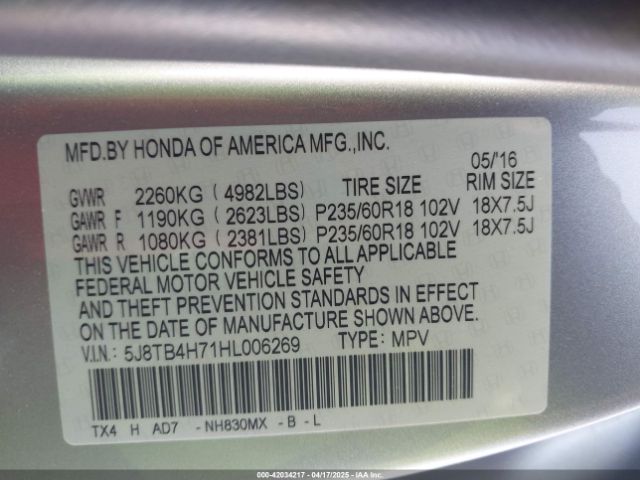 MFD.BY HONDA OF AMERICA MFG.,INC. 05/'16
GVWR 2260KG (4982LBS) TIRE SIZE RIM SIZE
GAWR F 1190KG (2623LBS) P235/60R18 102V 18X7.5J
GAWR R 1080KG (2381LBS) P235/60R18 102V 18X7.5J
THIS VEHICLE CONFORMS TO ALL APPLICABLE
FEDERAL MOTOR VEHICLE SAFETY
AND THEFT PREVENTION STANDARDS IN EFFECT
ON THE DATE OF MANUFACTURE SHOWN ABOVE.
V.I.N.: 5J8TB4H71HL006269 TYPE: MPV
TX4 H AD7 -NH830MX -B -L
000-42034217 - 04/17/2025 - IAA